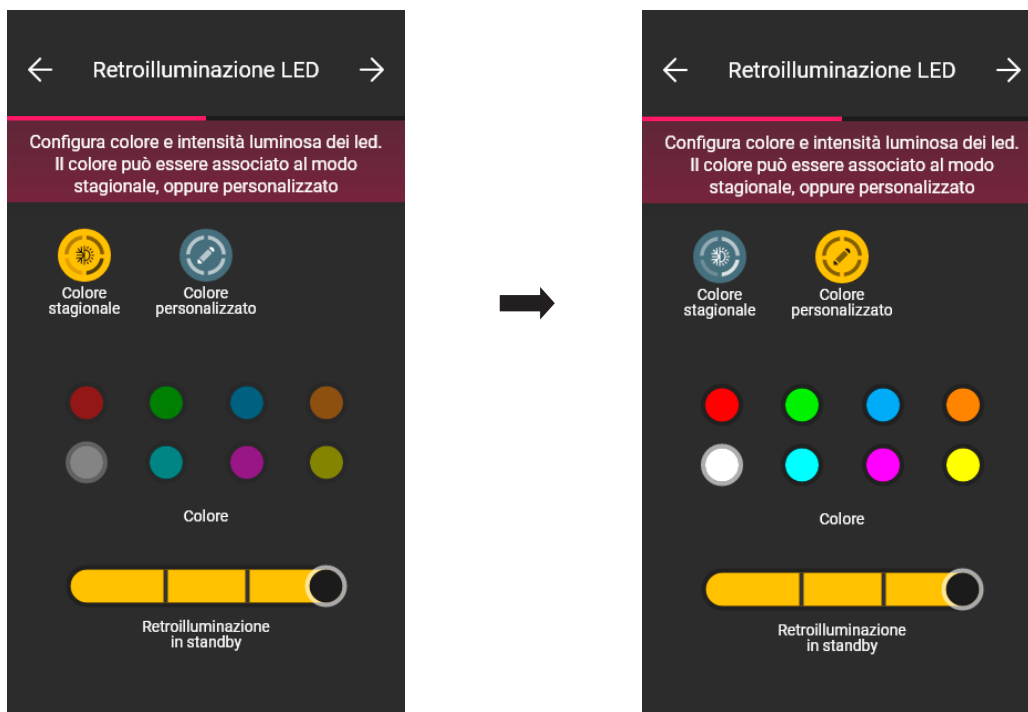 Retroilluminazione LED
Configura colore e intensità luminosa dei led.
Il colore può essere associato al modo
stagionale, oppure personalizzato
Colore
stagionale
Colore
personalizzato
Colore
Retroilluminazione
in standby
Retroilluminazione LED
Configura colore e intensità luminosa dei led.
Il colore può essere associato al modo
stagionale, oppure personalizzato
Colore
stagionale
Colore
personalizzato
Colore
Retroilluminazione
in standby